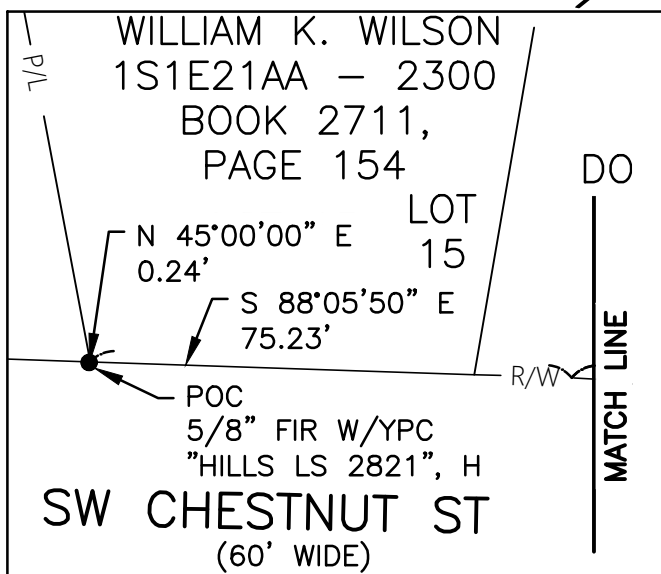 WILLIAM K. WILSON
1S1E21AA – 2300
BOOK 2711,
PAGE 154
P/L
DO
LOT
15
N 45°00'00" E
0.24'
S 88°05'50" E
75.23'
R/W
MATCH LINE
POC
5/8" FIR W/YPC
"HILLS LS 2821", H
SW CHESTNUT ST
(60' WIDE)